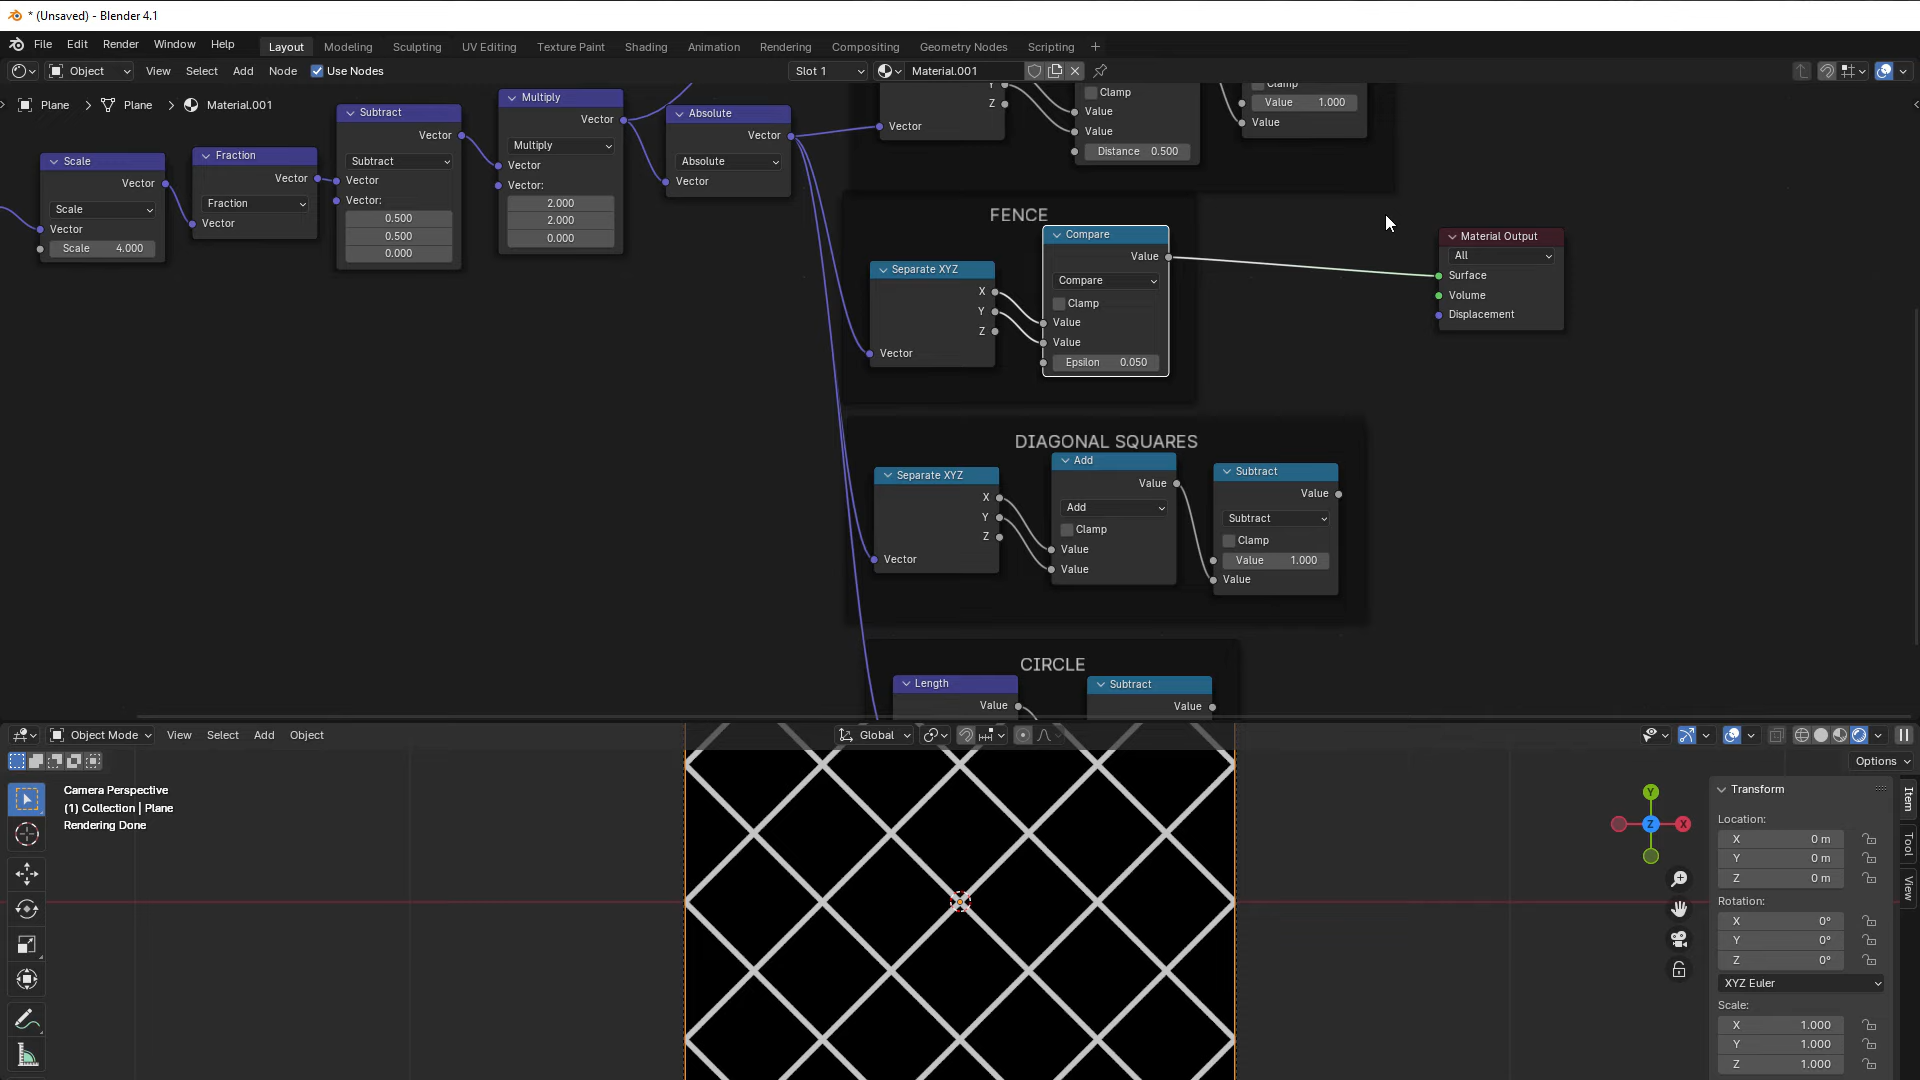 * (Unsaved) - Blender 4.1
File Edit Render Window Help Layout Modeling Sculpting UV Editing Texture Paint Shading Animation Rendering Compositing Geometry Nodes Scripting +
Object View Select Add Node Use Nodes Slot 1 Material.001
Plane Plane Material.001
Scale
Vector
Scale
Vector
Scale 4.000
Fraction
Vector
Fraction
Vector
Subtract
Vector
Subtract
Vector
Vector:
0.500
0.500
0.000
Multiply
Vector
Multiply
Vector
Vector:
2.000
2.000
0.000
Absolute
Vector
Absolute
Vector
Y
Z
Vector
Clamp
Value
Value
Distance 0.500
Clamp
Value 1.000
Value
FENCE
Separate XYZ
X
Y
Z
Vector
Compare
Value
Compare
Clamp
Value
Value
Epsilon 0.050
Material Output
All
Surface
Volume
Displacement
DIAGONAL SQUARES
Separate XYZ
X
Y
Z
Vector
Add
Value
Add
Clamp
Value
Value
Subtract
Value
Subtract
Clamp
Value 1.000
Value
CIRCLE
Length
Value
Subtract
Value
Object Mode View Select Add Object Global
Options
Camera Perspective
(1) Collection | Plane
Rendering Done
Y
Z
X
Item
Tool
View
Transform
Location:
X 0 m
Y 0 m
Z 0 m
Rotation:
X 0°
Y 0°
Z 0°
XYZ Euler
Scale:
X 1.000
Y 1.000
Z 1.000